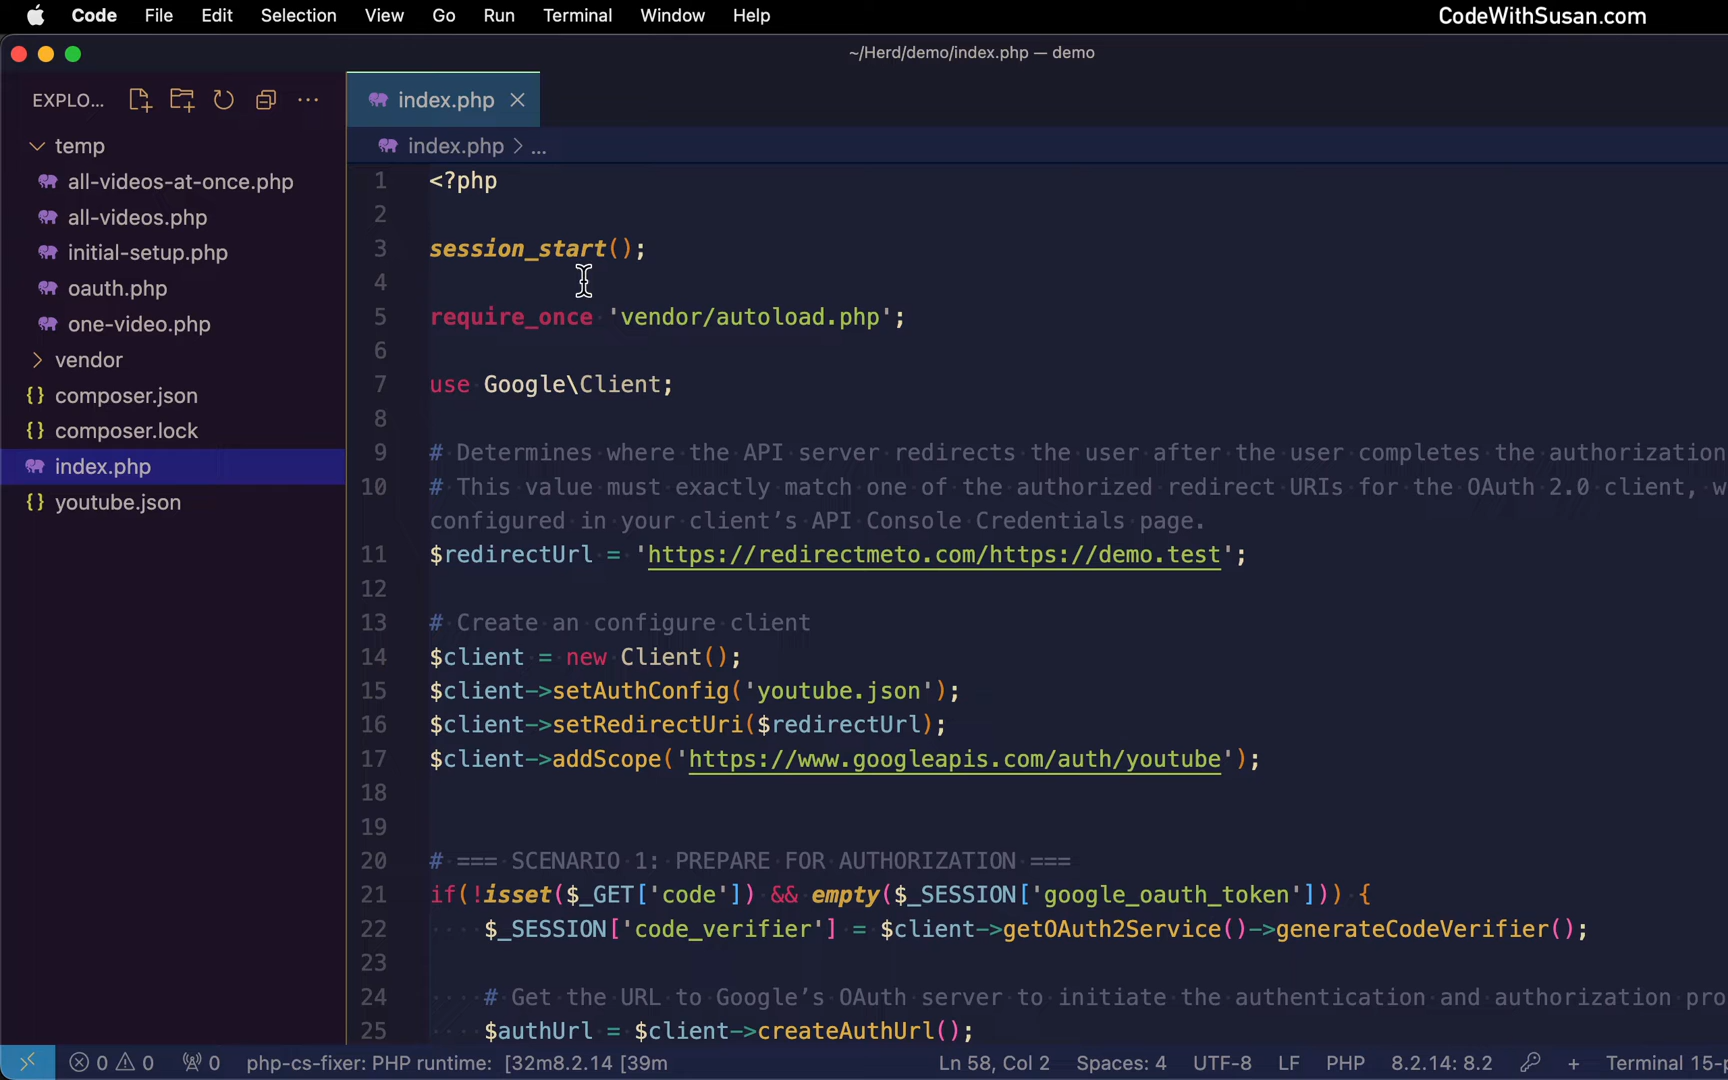 Code File Edit Selection View Go Run Terminal Window Help CodeWithSusan.com
~/Herd/demo/index.php — demo
EXPLO...
temp
all-videos-at-once.php
all-videos.php
initial-setup.php
oauth.php
one-video.php
vendor
composer.json
composer.lock
index.php
youtube.json
index.php
index.php > ...
1 <?php
2
3 session_start();
4
5 require_once 'vendor/autoload.php';
6
7 use Google\Client;
8
9 # Determines where the API server redirects the user after the user completes the authorization
10 # This value must exactly match one of the authorized redirect URIs for the OAuth 2.0 client, w
configured in your client’s API Console Credentials page.
11 $redirectUrl = 'https://redirectmeto.com/https://demo.test';
12
13 # Create an configure client
14 $client = new Client();
15 $client->setAuthConfig('youtube.json');
16 $client->setRedirectUri($redirectUrl);
17 $client->addScope('https://www.googleapis.com/auth/youtube');
18
19
20 # === SCENARIO 1: PREPARE FOR AUTHORIZATION ===
21 if(!isset($_GET['code']) && empty($_SESSION['google_oauth_token'])) {
22 $_SESSION['code_verifier'] = $client->getOAuth2Service()->generateCodeVerifier();
23
24 # Get the URL to Google’s OAuth server to initiate the authentication and authorization pro
25 $authUrl = $client->createAuthUrl();
0 0 0 php-cs-fixer: PHP runtime: [32m8.2.14 [39m Ln 58, Col 2 Spaces: 4 UTF-8 LF PHP 8.2.14: 8.2 + Terminal 15-p